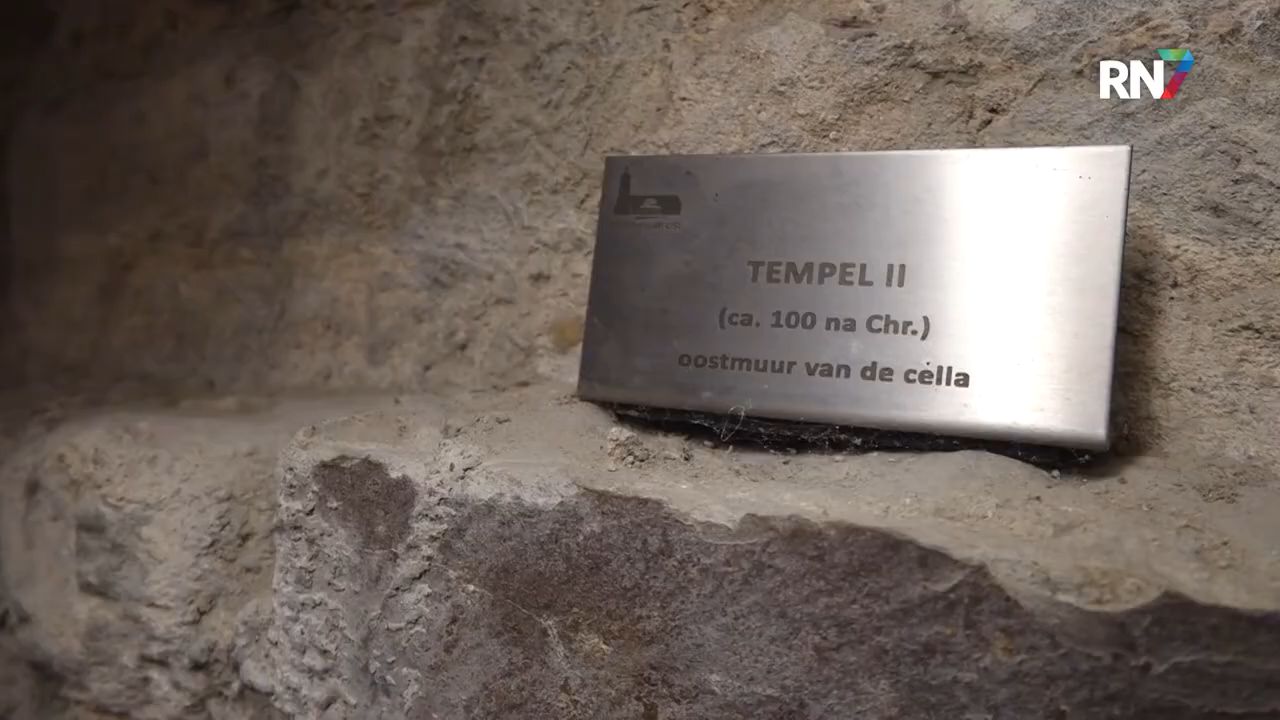 RN7
TEMPEL II
(ca. 100 na Chr.)
oostmuur van de cella